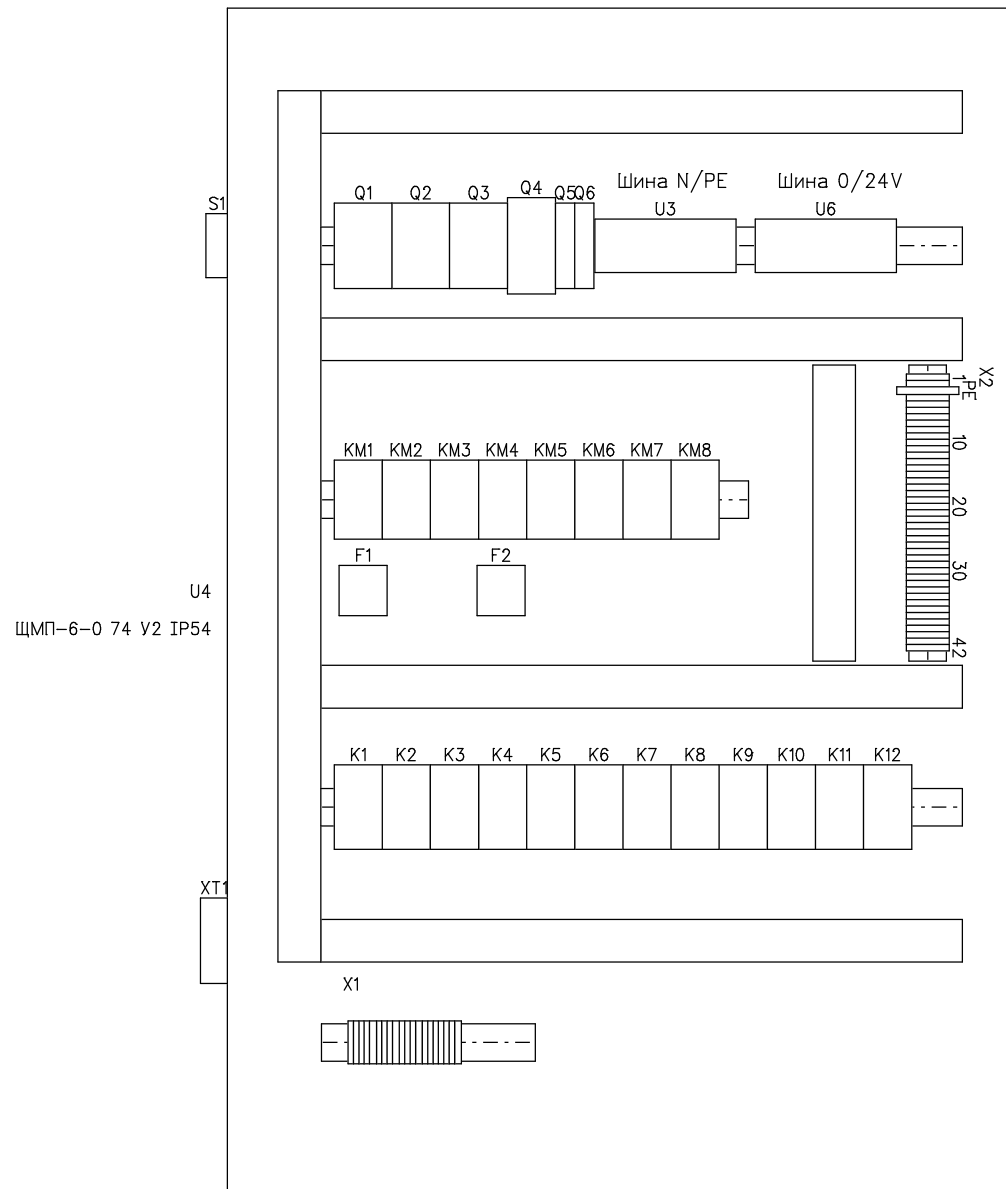 Шина N/PE Шина 0/24V
S1 Q1 Q2 Q3 Q4 Q5 Q6 U3 U6
X2
1
PE
10
20
30
42
KM1 KM2 KM3 KM4 KM5 KM6 KM7 KM8
F1 F2
U4
ЩМП-6-0 74 У2 IP54
K1 K2 K3 K4 K5 K6 K7 K8 K9 K10 K11 K12
XT1
X1